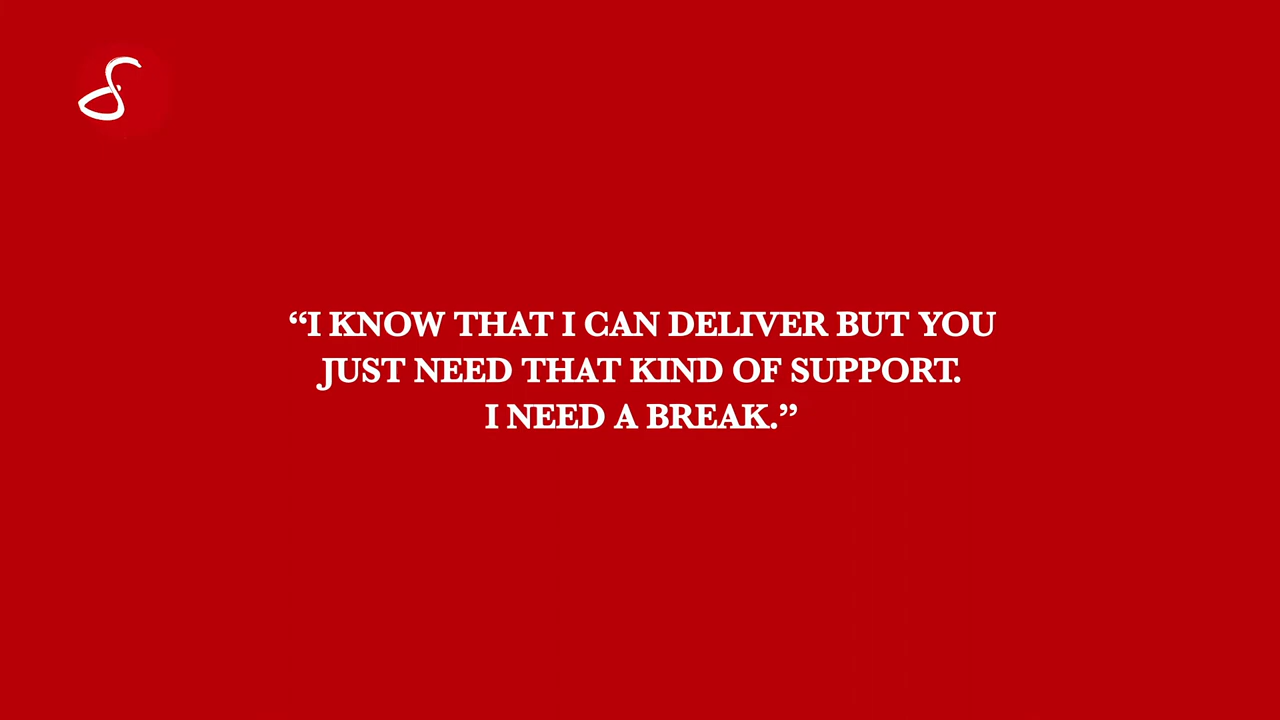 “I KNOW THAT I CAN DELIVER BUT YOU
JUST NEED THAT KIND OF SUPPORT.
I NEED A BREAK.”